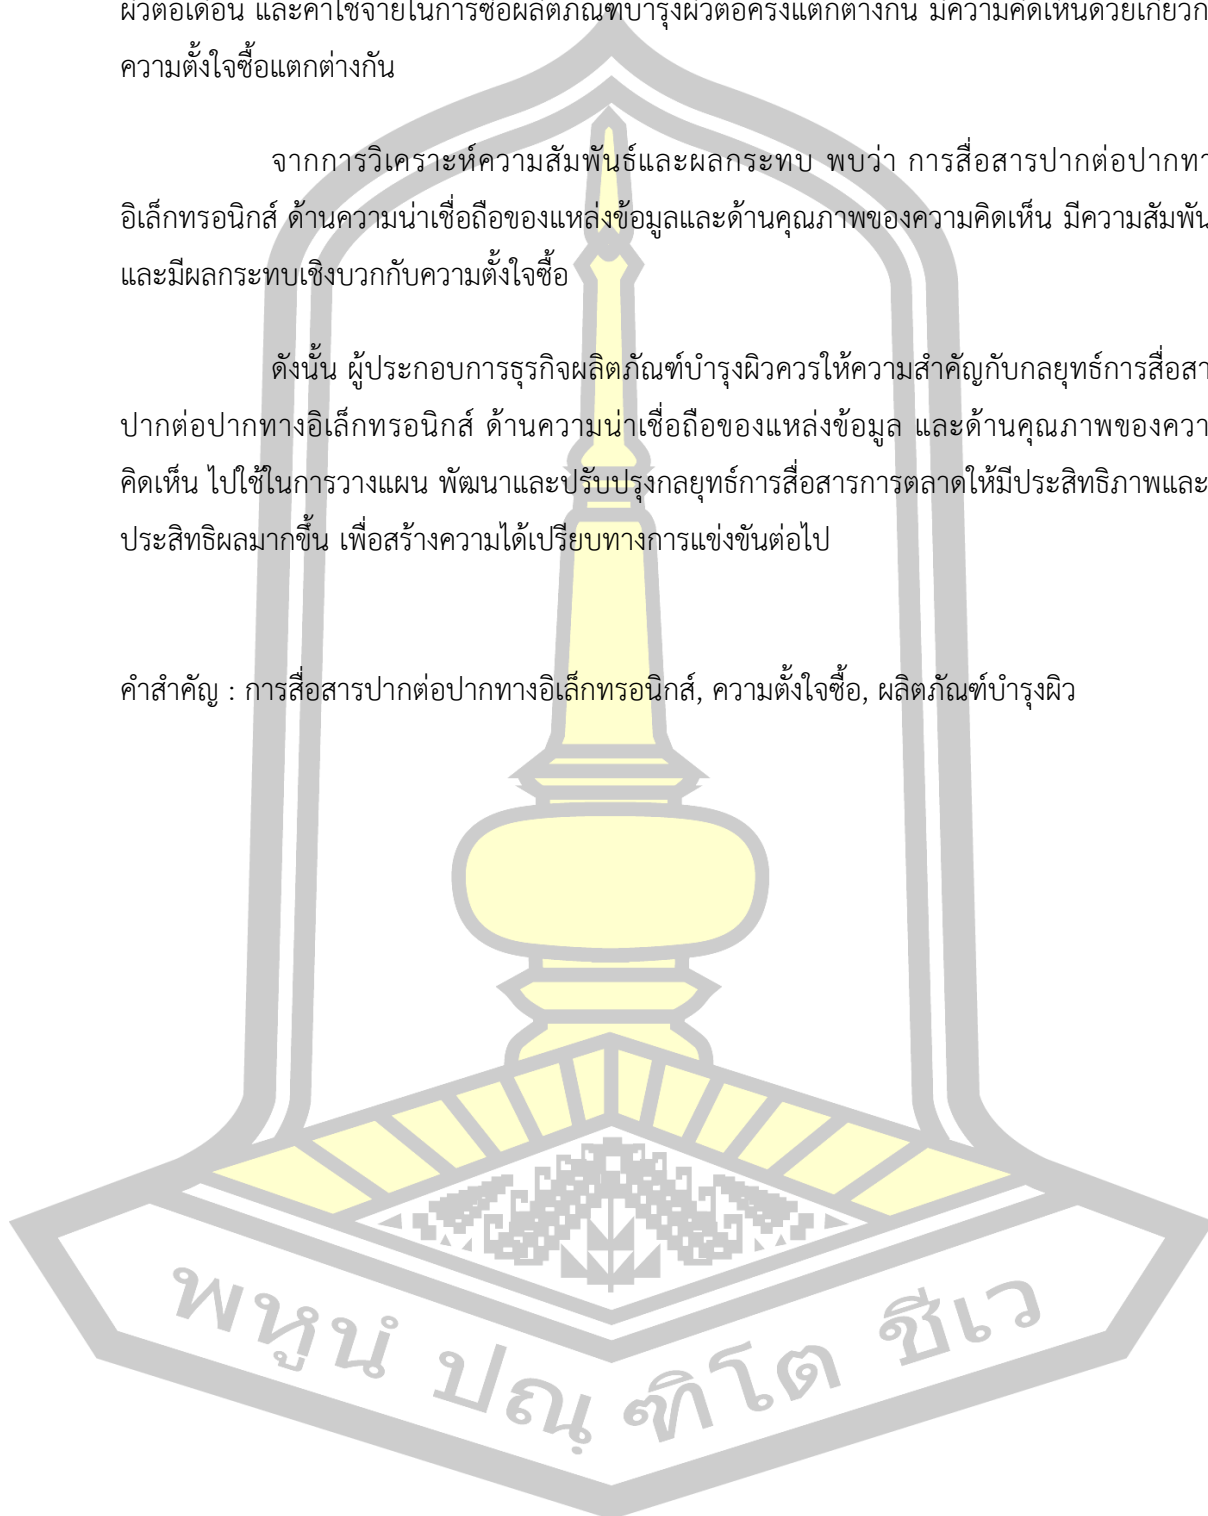 ผิวต่อเดือน และค่าใช้จ่ายในการซื้อผลิตภัณฑ์บำรุงผิวต่อครั้งแตกต่างกัน มีความคิดเห็นด้วยเกี่ยวก
ความตั้งใจซื้อแตกต่างกัน
จากการวิเคราะห์ความสัมพันธ์และผลกระทบ พบว่า การสื่อสารปากต่อปากทา
อิเล็กทรอนิกส์ ด้านความน่าเชื่อถือของแหล่งข้อมูลและด้านคุณภาพของความคิดเห็น มีความสัมพัน
และมีผลกระทบเชิงบวกกับความตั้งใจซื้อ
ดังนั้น ผู้ประกอบการธุรกิจผลิตภัณฑ์บำรุงผิวควรให้ความสำคัญกับกลยุทธ์การสื่อสา
ปากต่อปากทางอิเล็กทรอนิกส์ ด้านความน่าเชื่อถือของแหล่งข้อมูล และด้านคุณภาพของควา
คิดเห็น ไปใช้ในการวางแผน พัฒนาและปรับปรุงกลยุทธ์การสื่อสารการตลาดให้มีประสิทธิภาพและ
ประสิทธิผลมากขึ้น เพื่อสร้างความได้เปรียบทางการแข่งขันต่อไป
คำสำคัญ : การสื่อสารปากต่อปากทางอิเล็กทรอนิกส์, ความตั้งใจซื้อ, ผลิตภัณฑ์บำรุงผิว
พหูนํ ปณฺฑิโต ชีเว